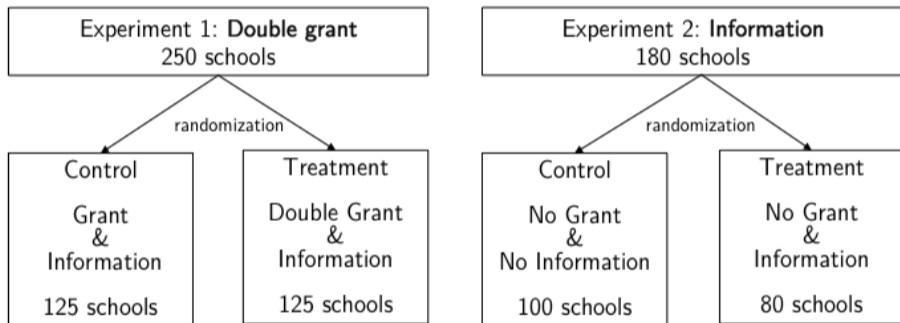 Experiment 1: Double grant
250 schools
randomization
Control
Grant
&
Information
125 schools
Treatment
Double Grant
&
Information
125 schools
Experiment 2: Information
180 schools
randomization
Control
No Grant
&
No Information
100 schools
Treatment
No Grant
&
Information
80 schools